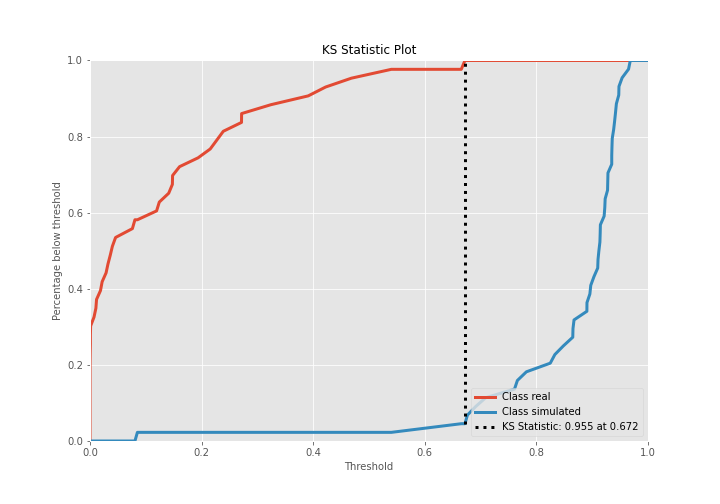 KS Statistic Plot
1.0
0.8
0.6
0.4
0.2
0.0
Percentage below threshold
0.0 0.2 0.4 0.6 0.8 1.0
Threshold
Class real
Class simulated
KS Statistic: 0.955 at 0.672